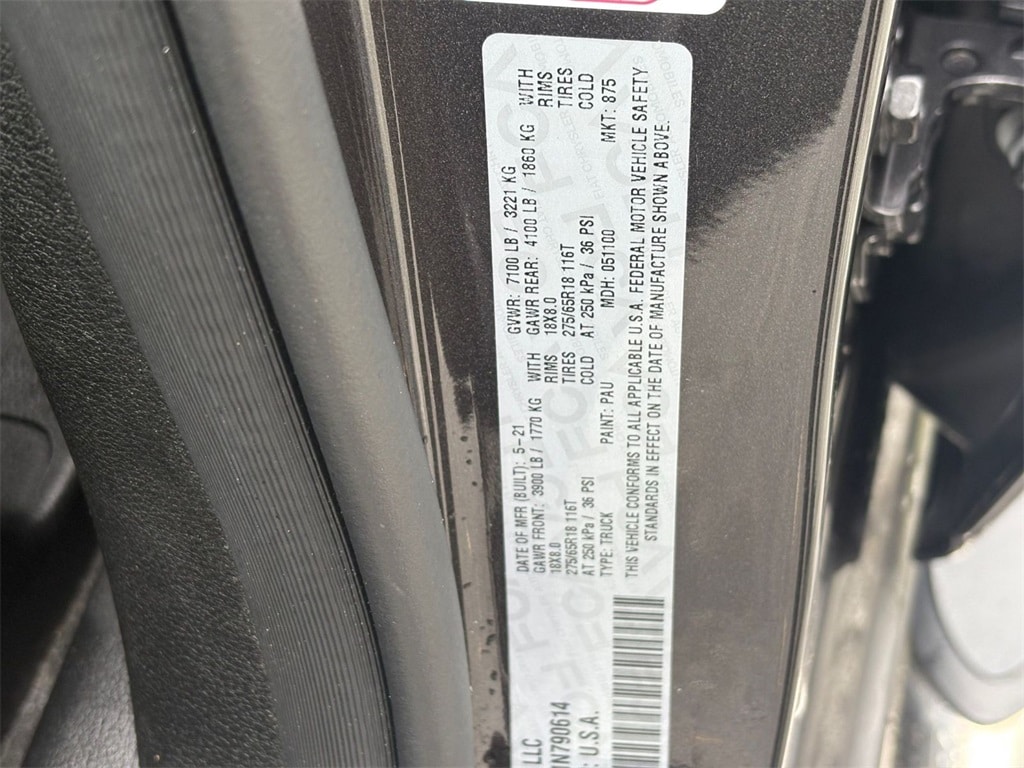 LLC
N790614
: U.S.A.
DATE OF MFR (BUILT): 5-21 GVWR: 7100 LB / 3221 KG
GAWR FRONT: 3900 LB / 1770 KG WITH GAWR REAR: 4100 LB / 1860 KG WITH
18X8.0 RIMS 18X8.0 RIMS
275/65R18 116T TIRES 275/65R18 116T TIRES
AT 250 kPa / 36 PSI COLD AT 250 kPa / 36 PSI COLD
TYPE: TRUCK PAINT: PAU MDH: 051100 MKT: 875
THIS VEHICLE CONFORMS TO ALL APPLICABLE U.S.A. FEDERAL MOTOR VEHICLE SAFETY
STANDARDS IN EFFECT ON THE DATE OF MANUFACTURE SHOWN ABOVE.